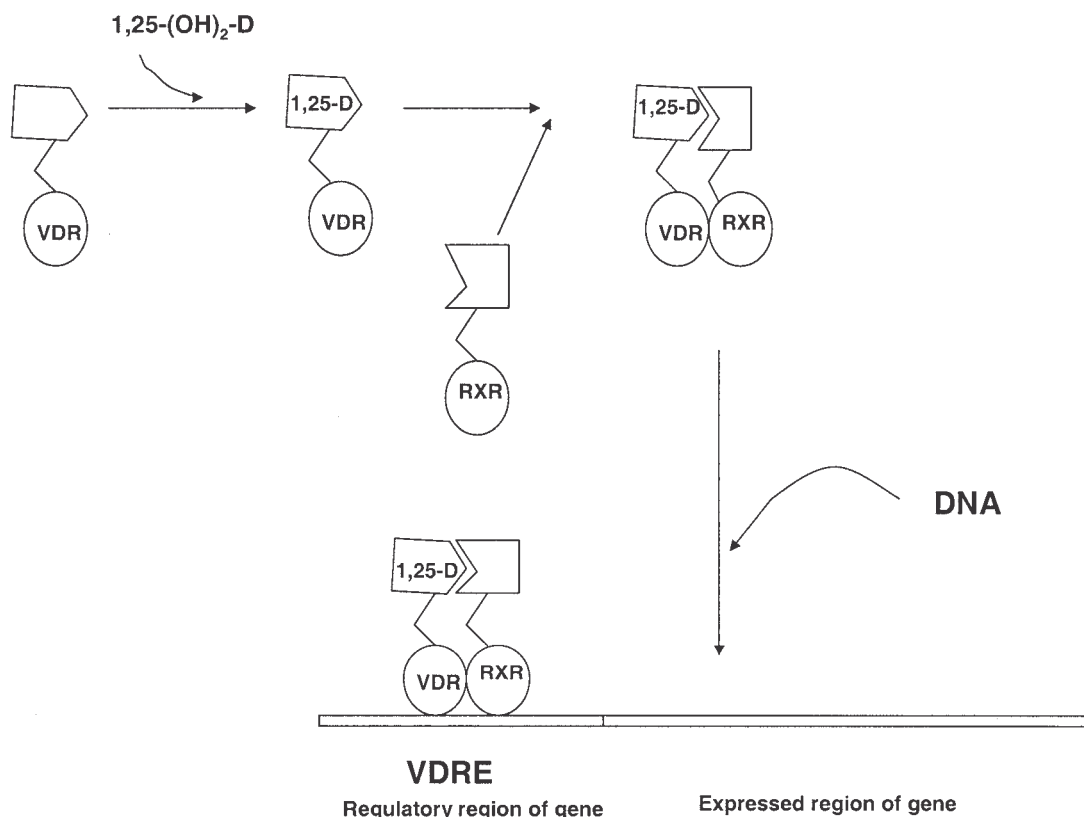 1,25-(OH)₂-D
1,25-D
1,25-D
VDR
VDR
VDR
RXR
RXR
DNA
1,25-D
VDR
RXR
VDRE
Regulatory region of gene
Expressed region of gene